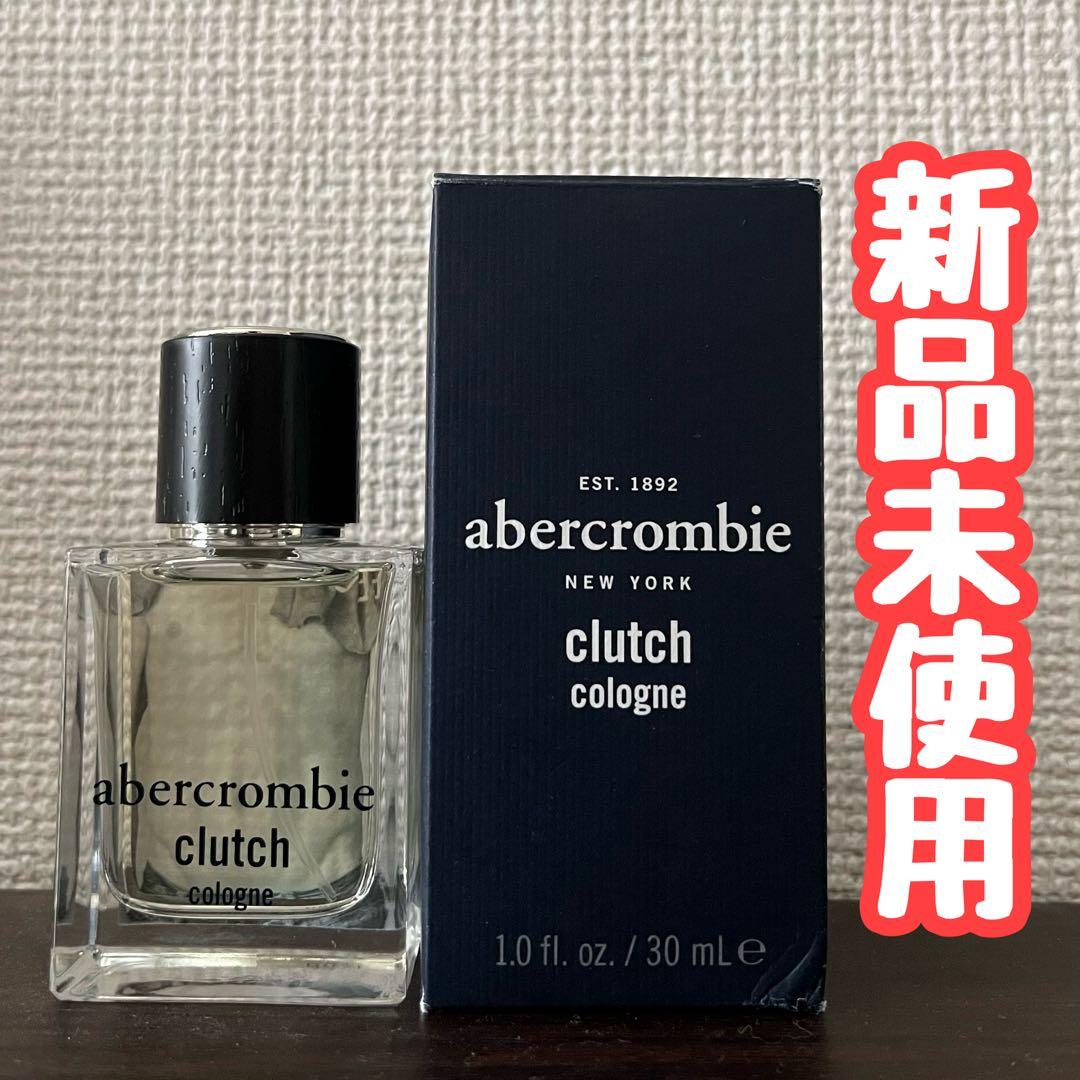 abercrombie
clutch
cologne
EST. 1892
abercrombie
NEW YORK
clutch
cologne
1.0 fl. oz. / 30 mL ℮
新品未使用